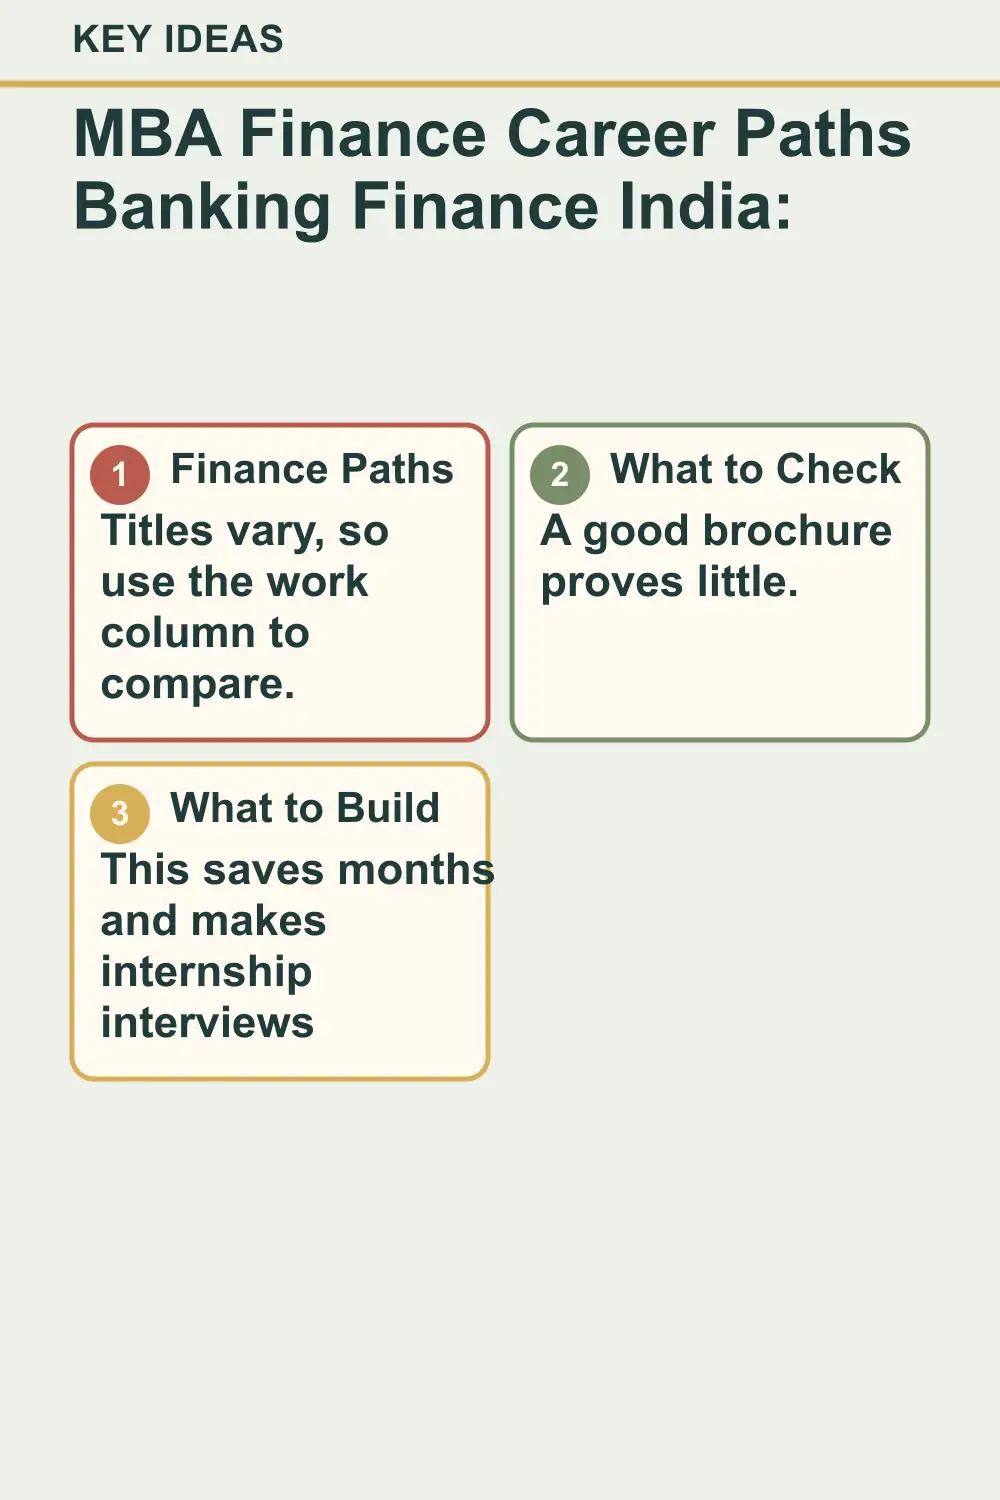 KEY IDEAS
MBA Finance Career Paths
Banking Finance India:
1 Finance Paths
Titles vary, so
use the work
column to
compare.
2 What to Check
A good brochure
proves little.
3 What to Build
This saves months
and makes
internship
interviews